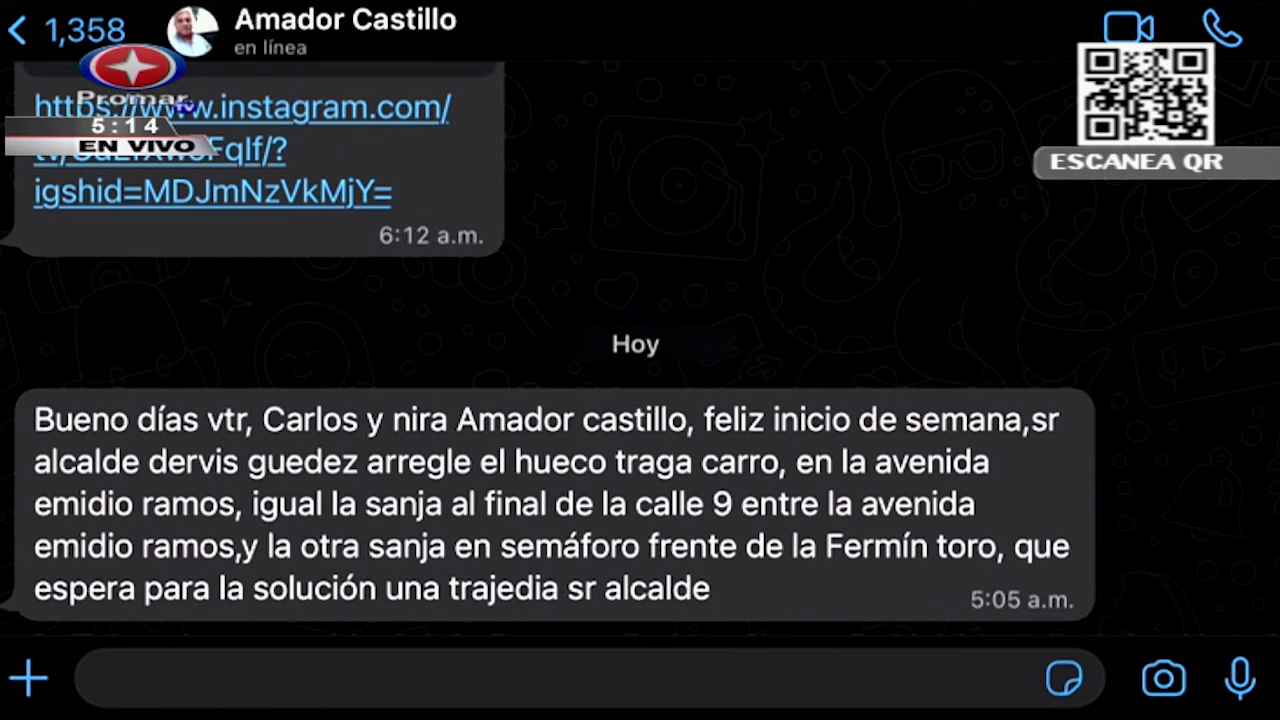 1,358
Amador Castillo
en línea
Promar tv
https://www.instagram.com/
5:14
EN VIVO
igshid=MDJmNzVkMjY=
6:12 a.m.
ESCANEA QR
Hoy
Bueno días vtr, Carlos y nira Amador castillo, feliz inicio de semana,sr
alcalde dervis guedez arregle el hueco traga carro, en la avenida
emidio ramos, igual la sanja al final de la calle 9 entre la avenida
emidio ramos,y la otra sanja en semáforo frente de la Fermín toro, que
espera para la solución una trajedia sr alcalde
5:05 a.m.